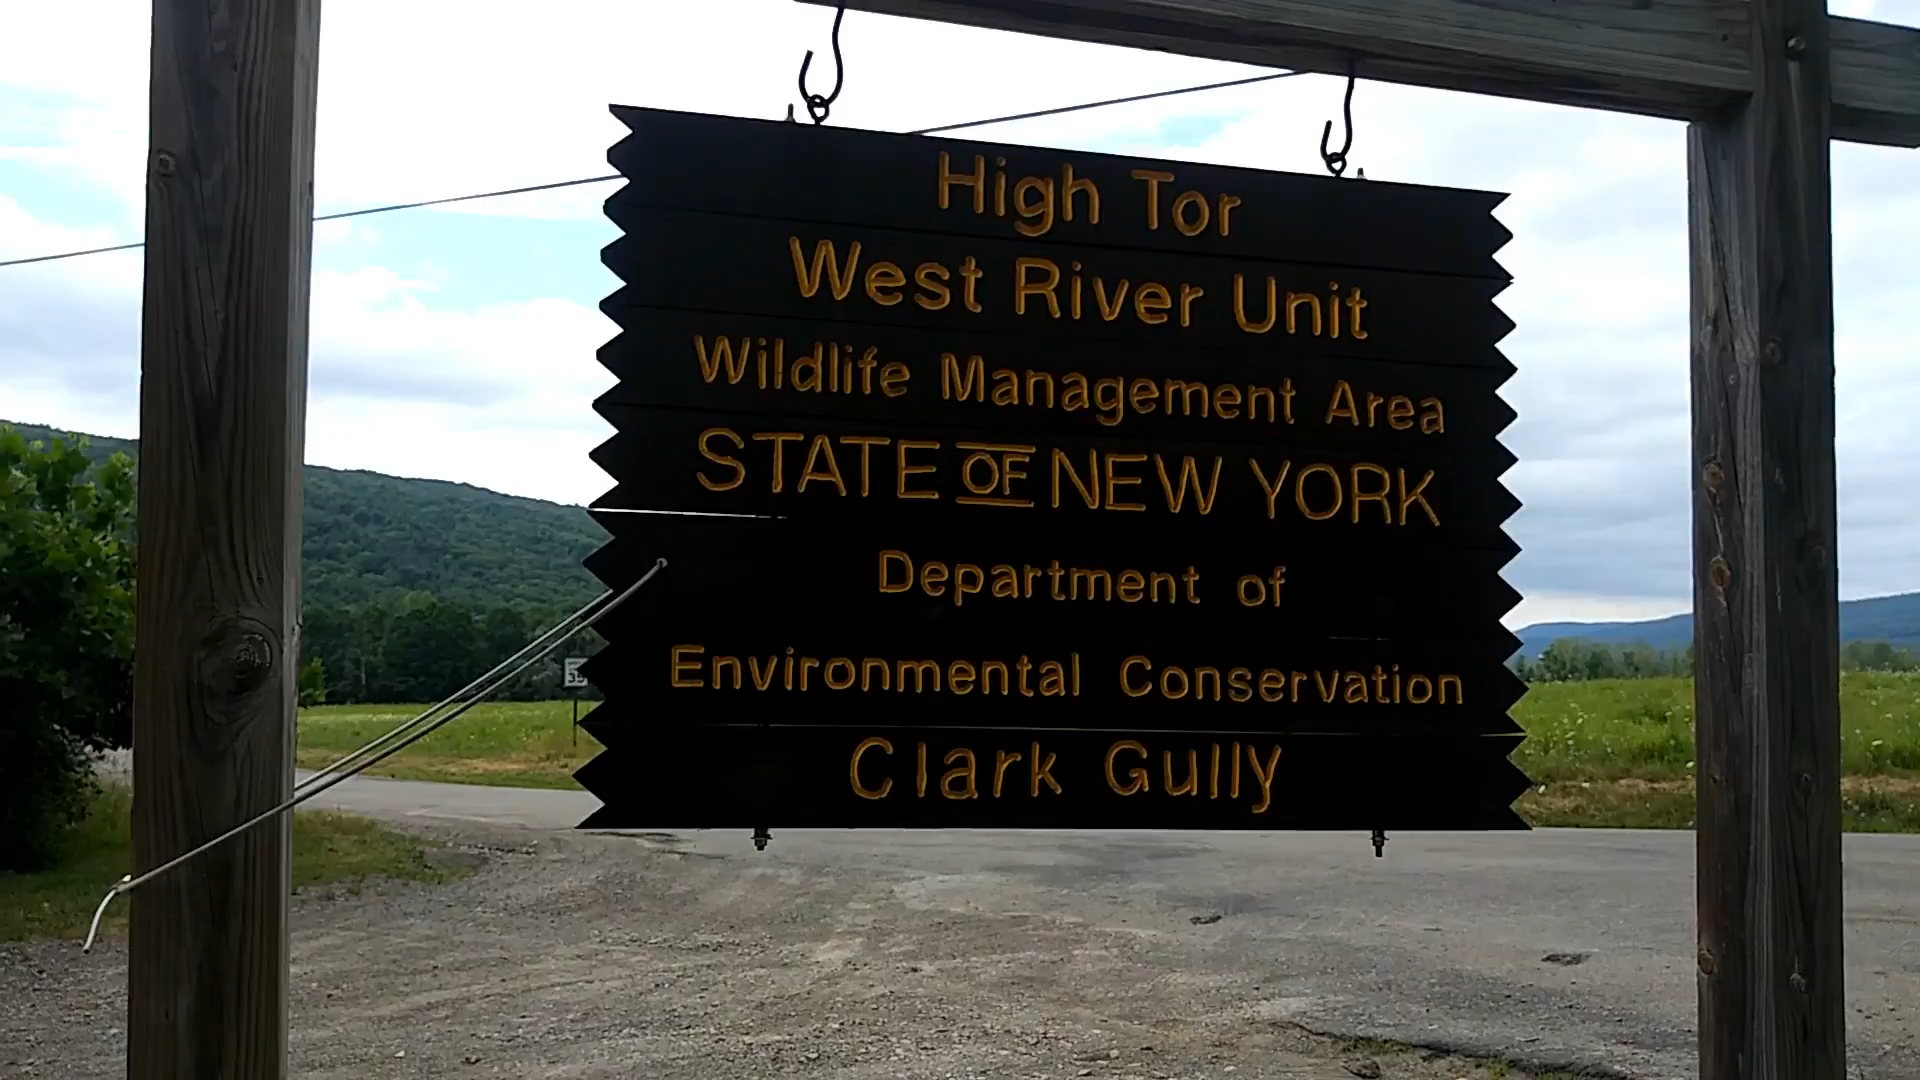 High Tor
West River Unit
Wildlife Management Area
STATE OF NEW YORK
Department of
Environmental Conservation
Clark Gully